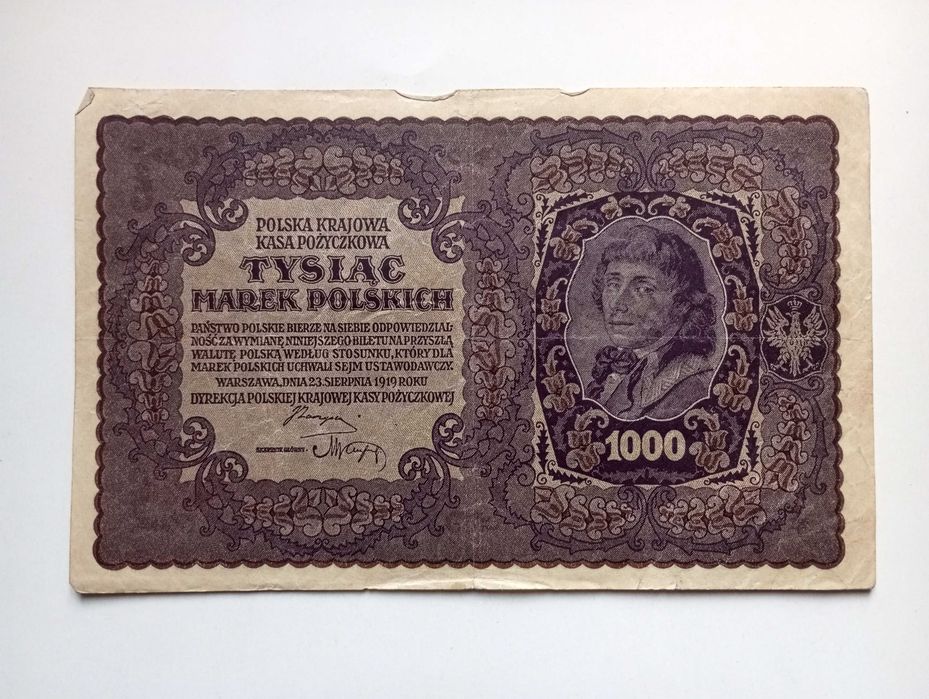 POLSKA KRAJOWA
KASA POŻYCZKOWA
TYSIĄC
MAREK POLSKICH
PAŃSTWO POLSKIE BIERZE NA SIEBIE ODPOWIEDZIAL-
NOŚĆ ZA WYMIANĘ NINIEJSZEGO BILETU NA PRZYSZŁĄ
WALUTĘ POLSKĄ WEDŁUG STOSUNKU, KTÓRY DLA
MAREK POLSKICH UCHWALI SEJM USTAWODAWCZY.
WARSZAWA, DNIA 23. SIERPNIA 1919 ROKU
DYREKCJA POLSKIEJ KRAJOWEJ KASY POŻYCZKOWEJ
SKARBNIK GŁÓWNY
1000